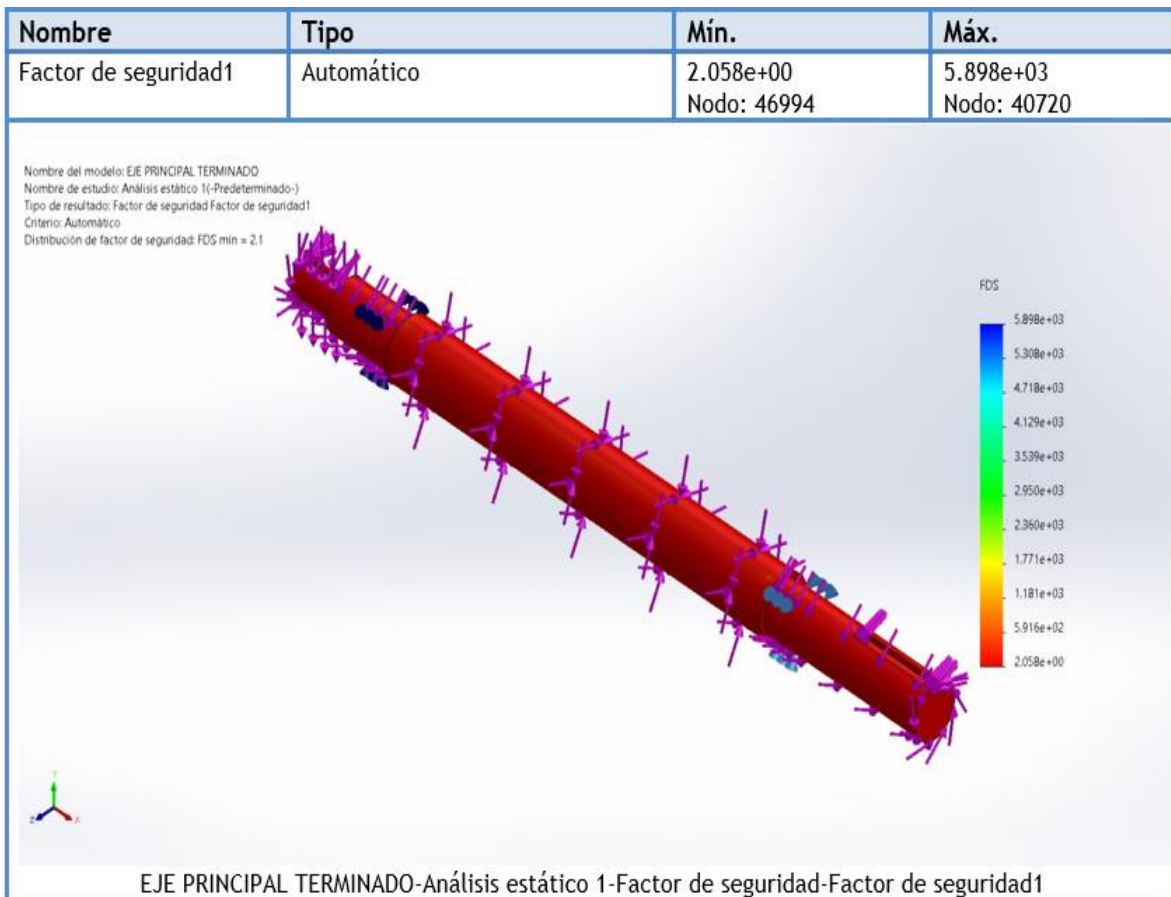 Nombre Tipo Mín. Máx.
Factor de seguridad1 Automático 2.058e+00 5.898e+03
Nodo: 46994 Nodo: 40720
Nombre del modelo: EJE PRINCIPAL TERMINADO
Nombre de estudio: Análisis estático 1(-Predeterminado-)
Tipo de resultado: Factor de seguridad Factor de seguridad1
Criterio: Automático
Distribución de factor de seguridad: FDS mín = 2.1
FDS
5.898e+03
5.308e+03
4.718e+03
4.129e+03
3.539e+03
2.950e+03
2.360e+03
1.771e+03
1.181e+03
5.916e+02
2.058e+00
Y
Z X
EJE PRINCIPAL TERMINADO-Análisis estático 1-Factor de seguridad-Factor de seguridad1